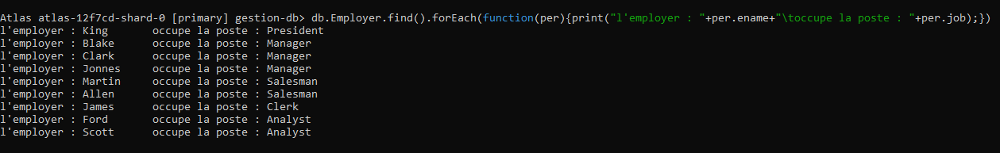 Atlas atlas-12f7cd-shard-0 [primary] gestion-db> db.Employer.find().forEach(function(per){print("l'employer : "+per.ename+"\toccupe la poste : "+per.job);})
l'employer : King       occupe la poste : President
l'employer : Blake      occupe la poste : Manager
l'employer : Clark      occupe la poste : Manager
l'employer : Jonnes     occupe la poste : Manager
l'employer : Martin     occupe la poste : Salesman
l'employer : Allen      occupe la poste : Salesman
l'employer : James      occupe la poste : Clerk
l'employer : Ford       occupe la poste : Analyst
l'employer : Scott      occupe la poste : Analyst